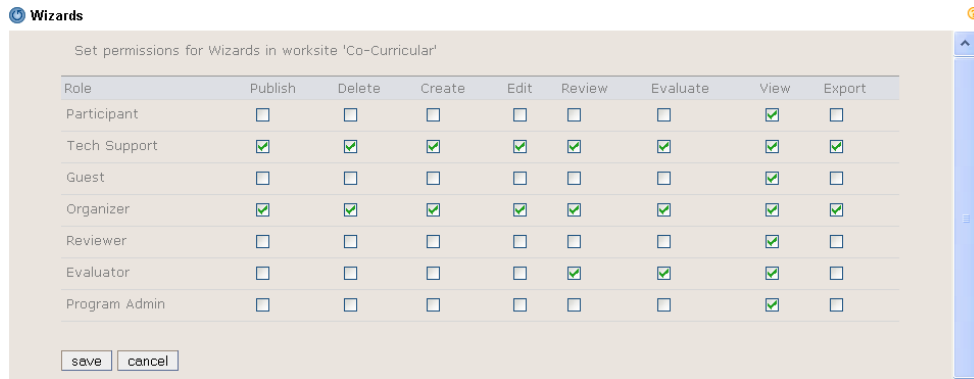 Wizards
Set permissions for Wizards in worksite 'Co-Curricular'
Role Publish Delete Create Edit Review Evaluate View Export
Participant
Tech Support
Guest
Organizer
Reviewer
Evaluator
Program Admin
save cancel